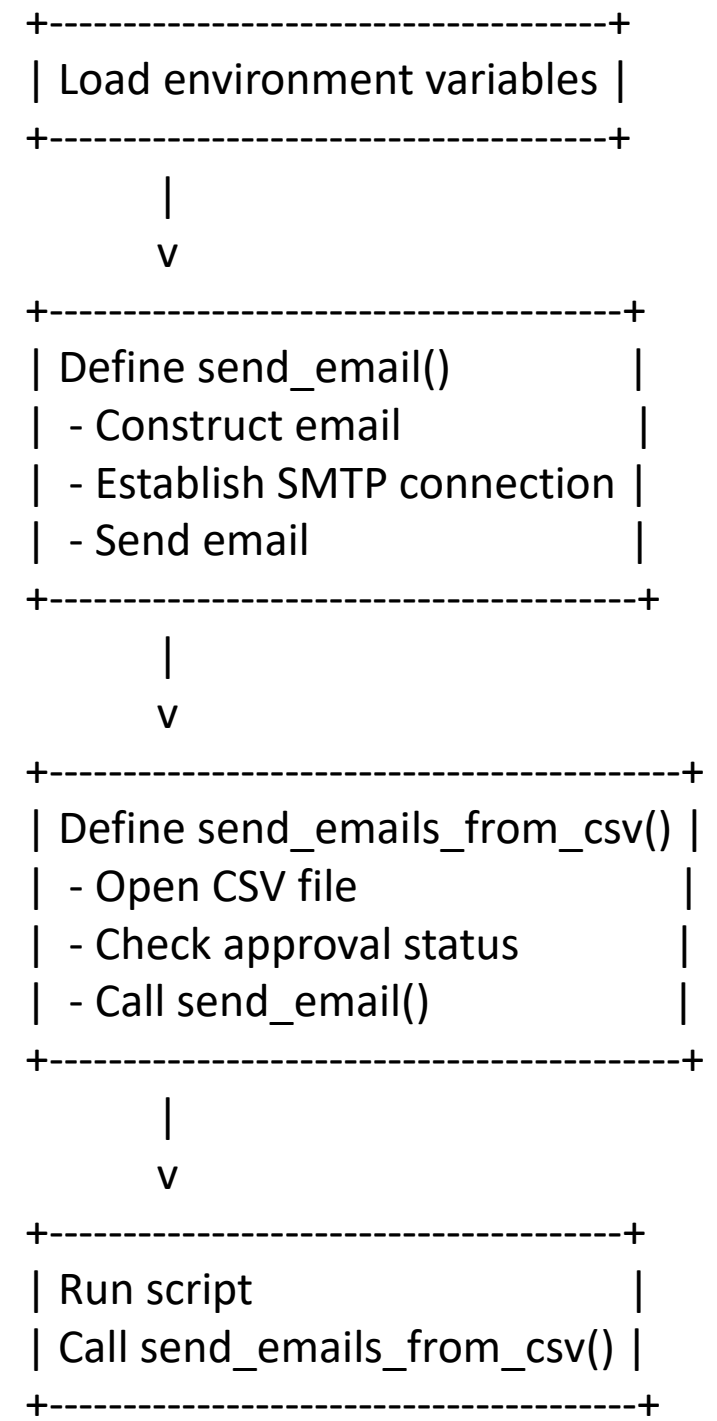 +--------------------------------------+
| Load environment variables |
+--------------------------------------+
|
v
+---------------------------------------+
| Define send_email() |
| - Construct email |
| - Establish SMTP connection |
| - Send email |
+----------------------------------------+
|
v
+-------------------------------------------+
| Define send_emails_from_csv() |
| - Open CSV file |
| - Check approval status |
| - Call send_email() |
+-------------------------------------------+
|
v
+---------------------------------------+
| Run script |
| Call send_emails_from_csv() |
+----------------------------------------+